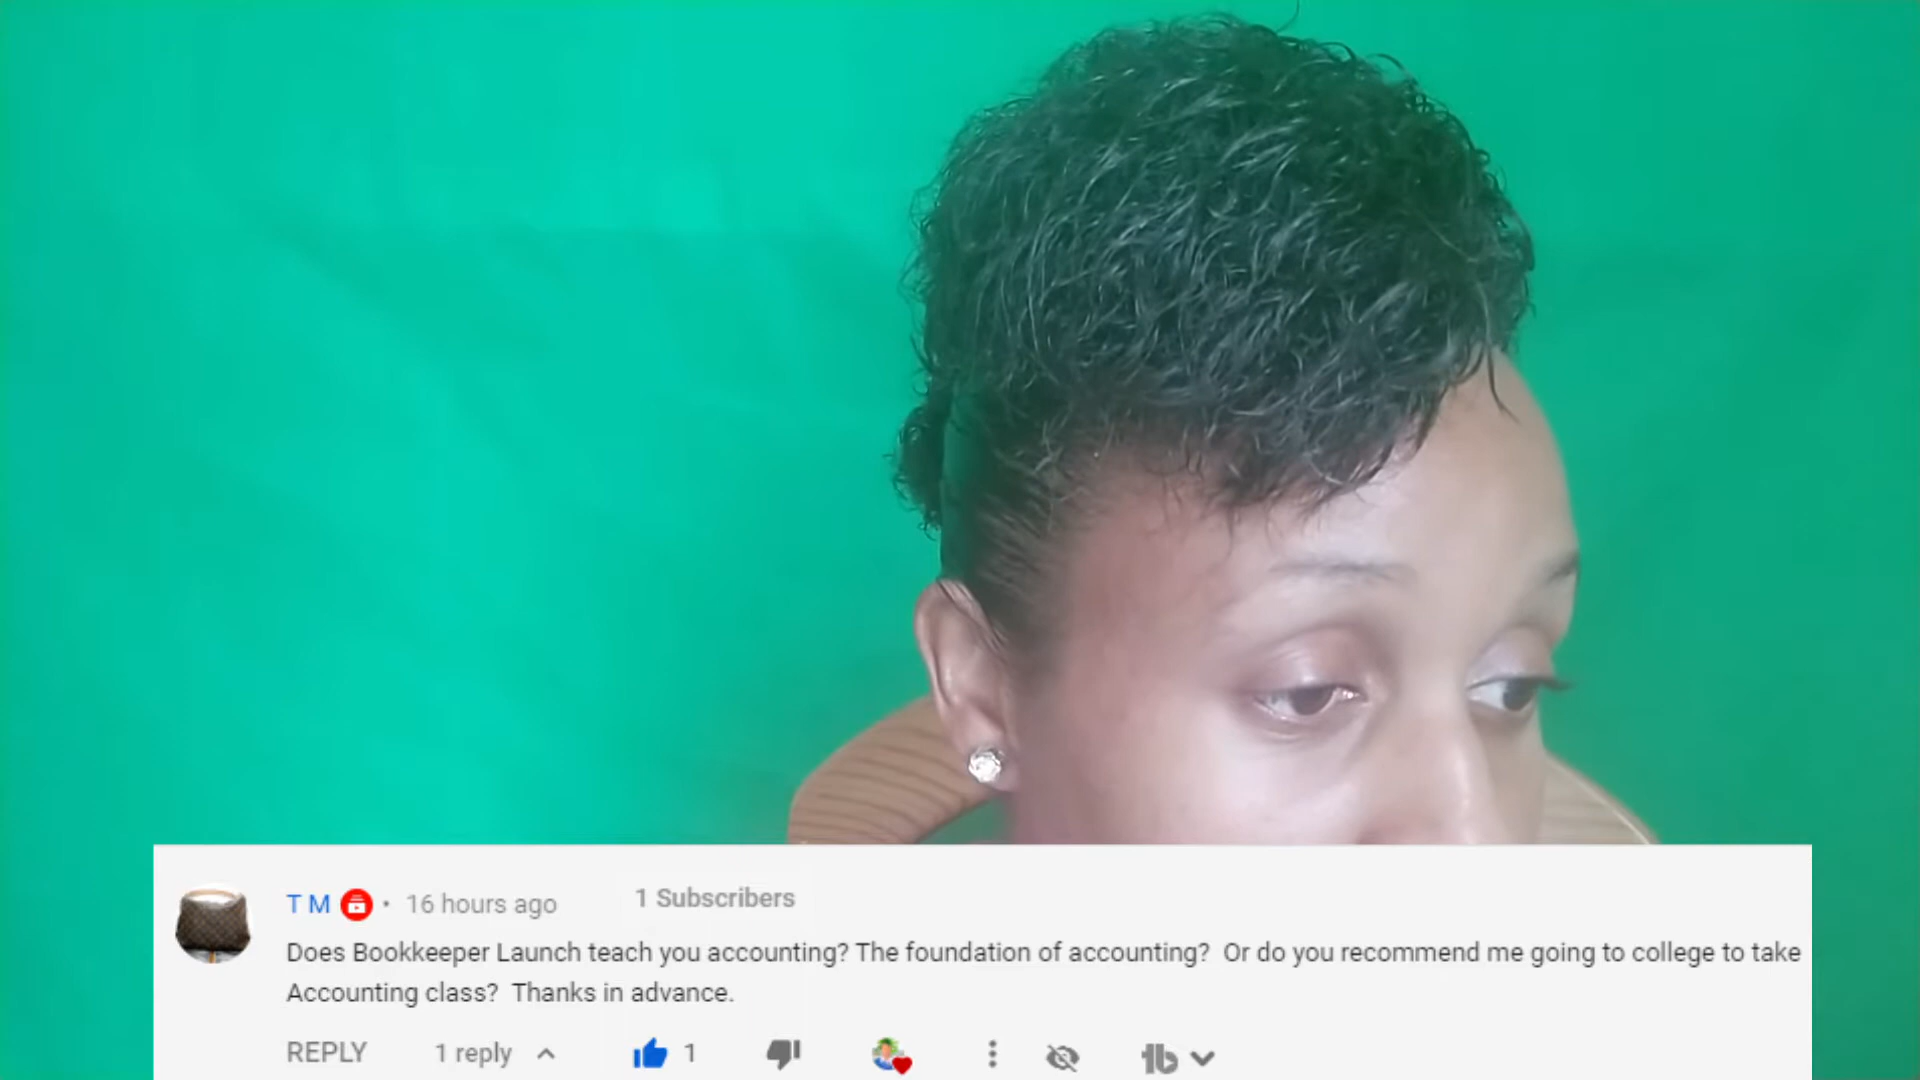 T M • 16 hours ago 1 Subscribers
Does Bookkeeper Launch teach you accounting? The foundation of accounting? Or do you recommend me going to college to take
Accounting class? Thanks in advance.
REPLY 1 reply 1